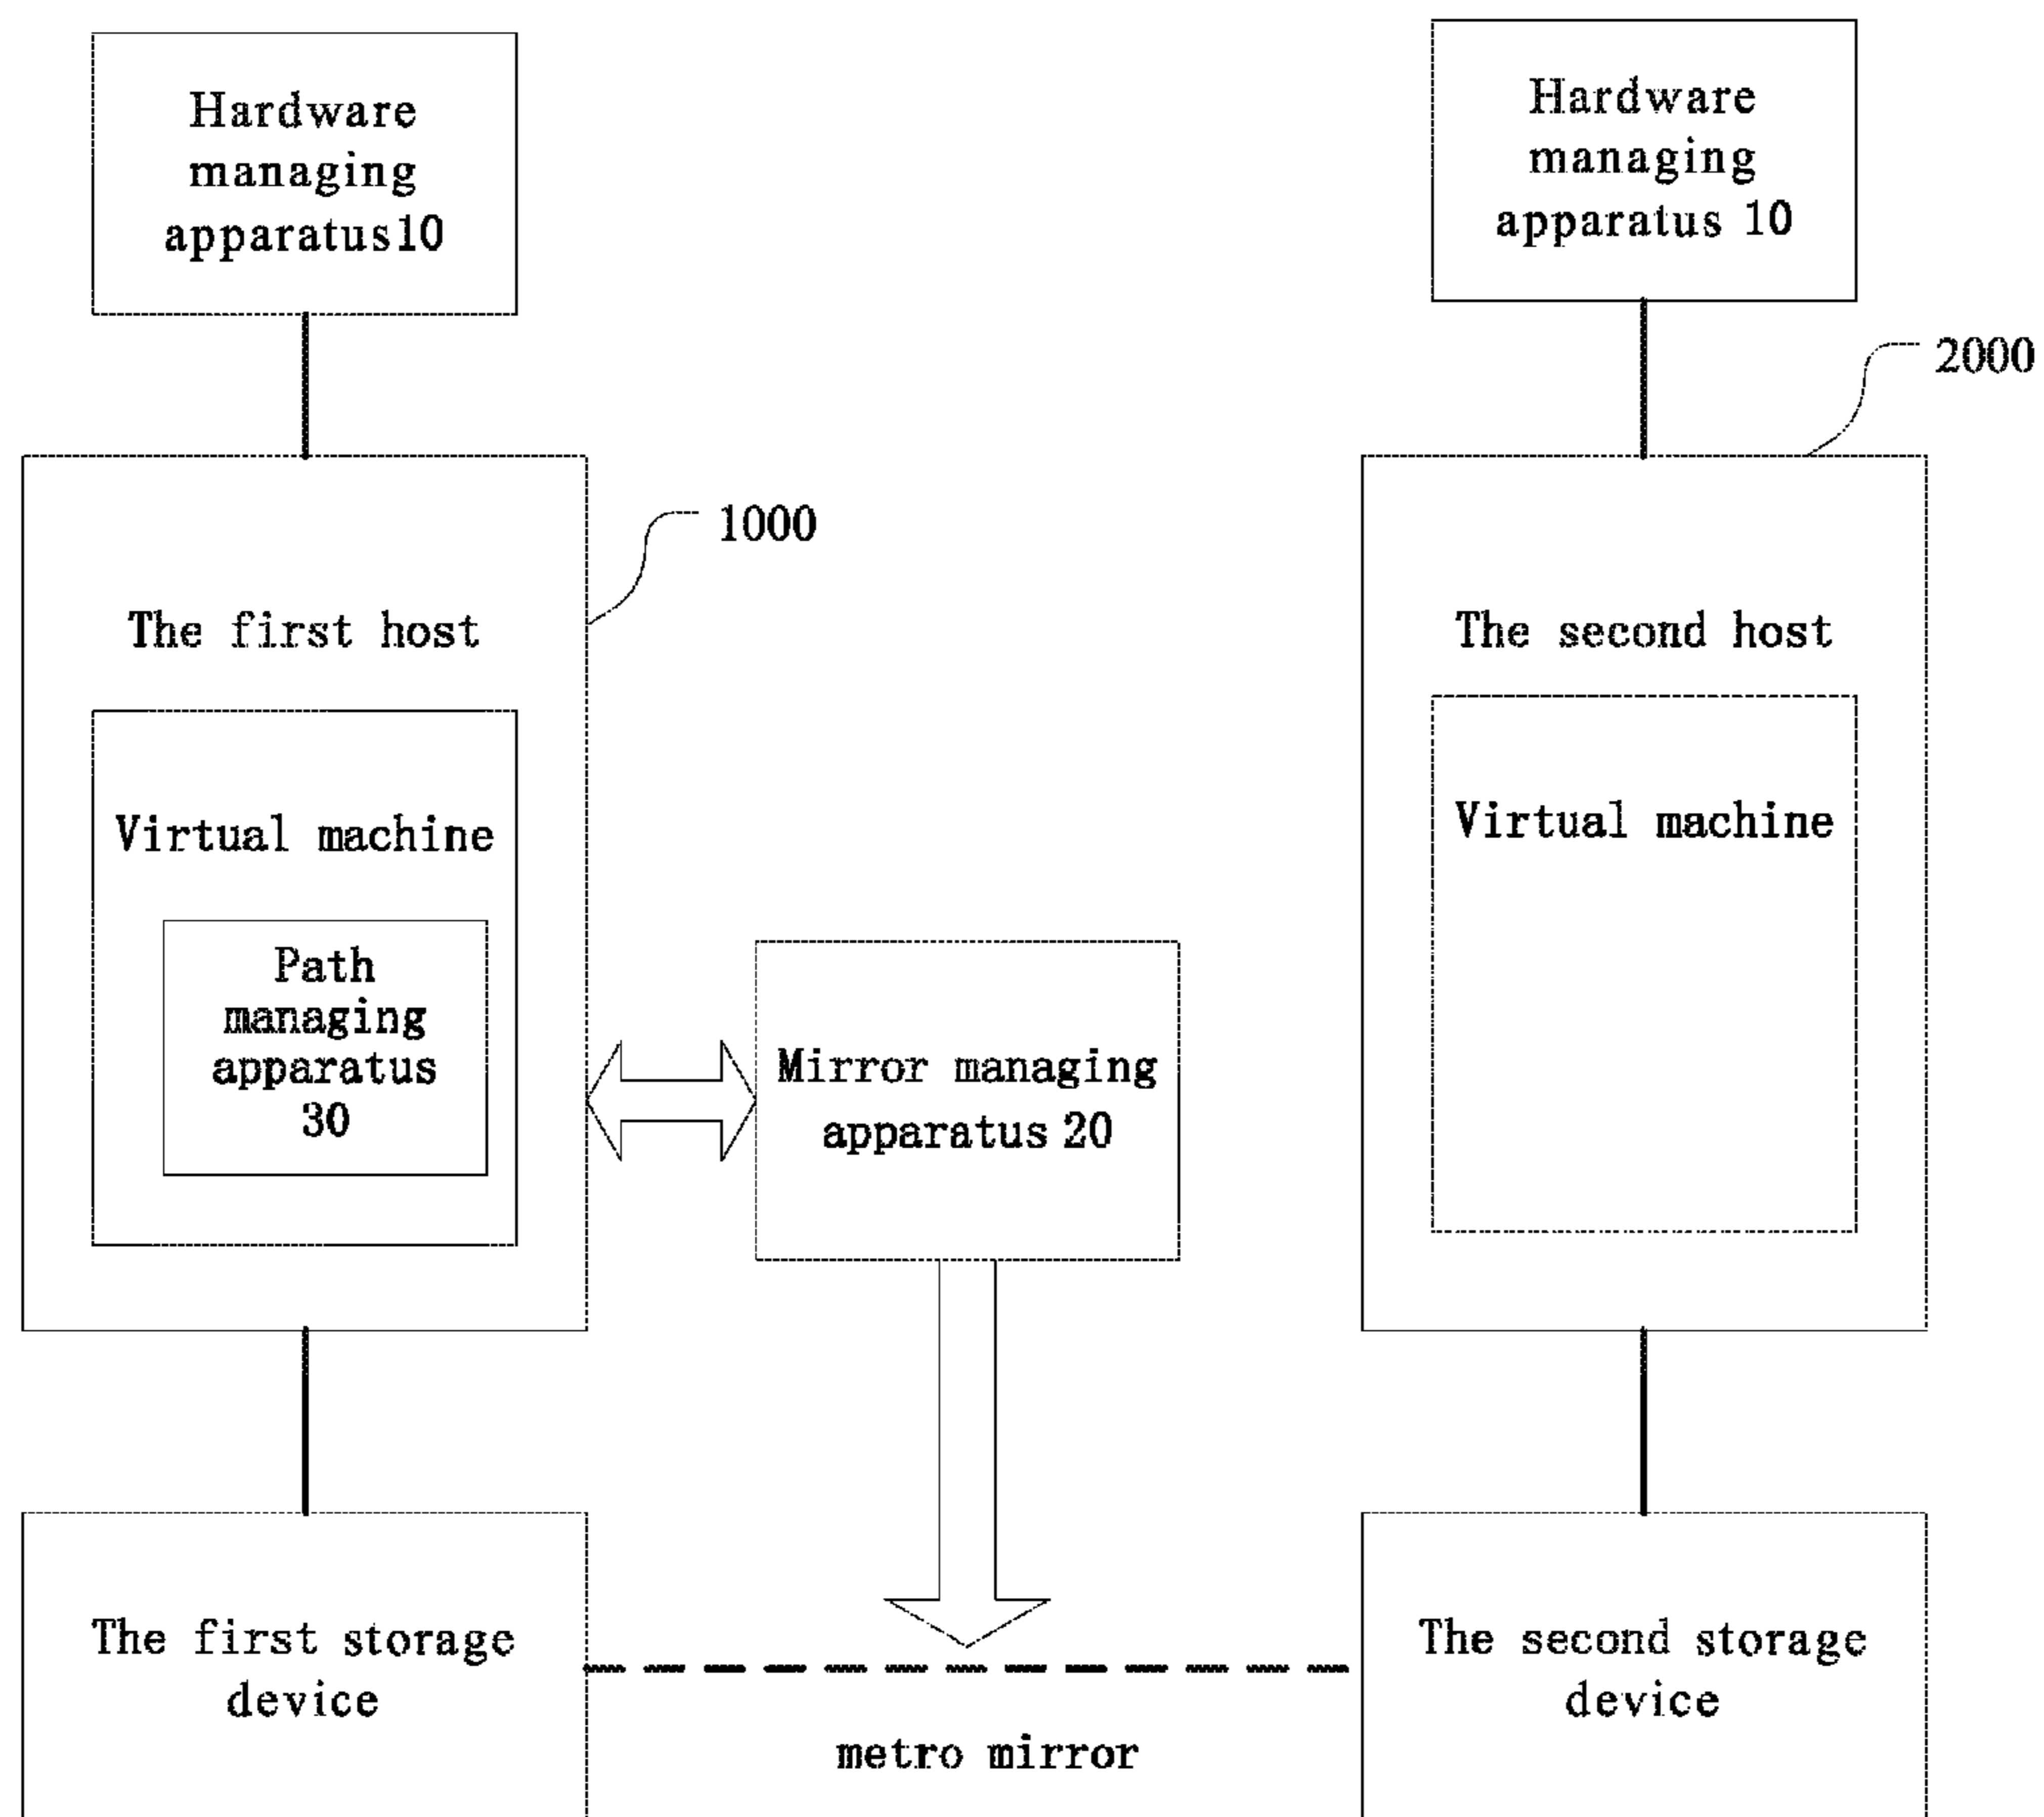 Hardware
managing
apparatus10
Hardware
managing
apparatus 10
2000
1000
The first host
The second host
Virtual machine
Virtual machine
Path
managing
apparatus
30
Mirror managing
apparatus 20
The first storage
device
The second storage
device
metro mirror